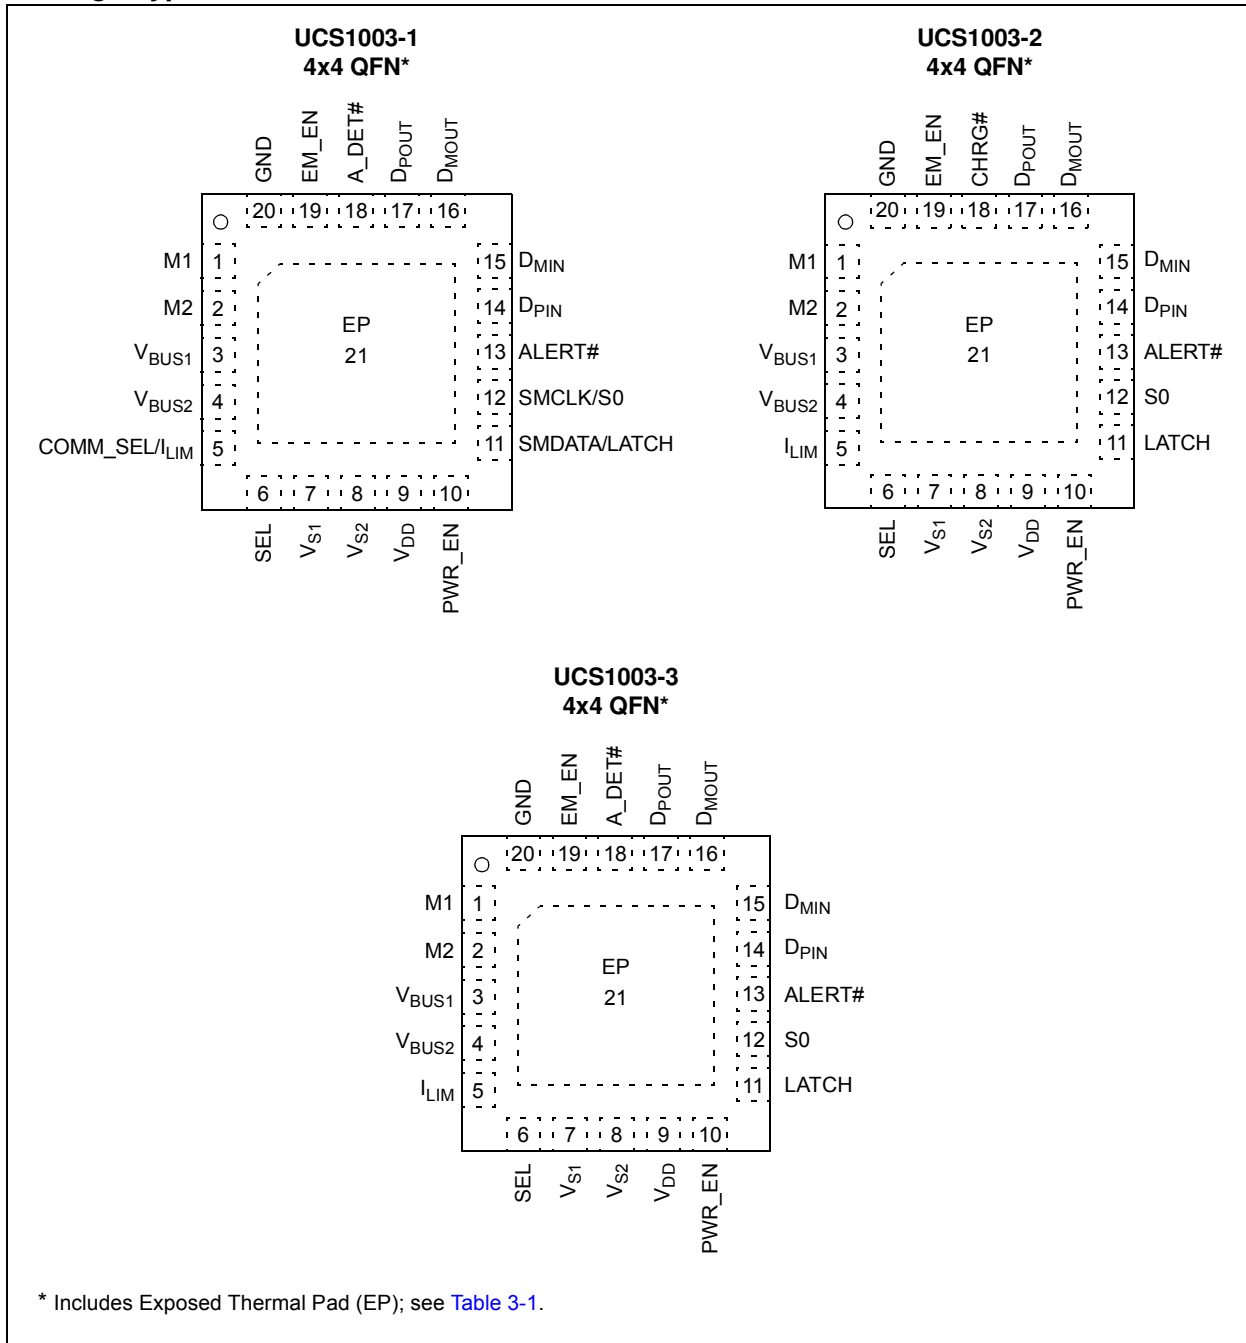 UCS1003-1
4x4 QFN*
GND
EM_EN
A_DET#
DPOUT
DMOUT
20 19 18 17 16
M1 1
M2 2
VBUS1 3
VBUS2 4
COMM_SEL/ILIM 5
EP
21
15 DMIN
14 DPIN
13 ALERT#
12 SMCLK/S0
11 SMDATA/LATCH
6 7 8 9 10
SEL
VS1
VS2
VDD
PWR_EN
UCS1003-2
4x4 QFN*
GND
EM_EN
CHRG#
DPOUT
DMOUT
20 19 18 17 16
M1 1
M2 2
VBUS1 3
VBUS2 4
ILIM 5
EP
21
15 DMIN
14 DPIN
13 ALERT#
12 S0
11 LATCH
6 7 8 9 10
SEL
VS1
VS2
VDD
PWR_EN
UCS1003-3
4x4 QFN*
GND
EM_EN
A_DET#
DPOUT
DMOUT
20 19 18 17 16
M1 1
M2 2
VBUS1 3
VBUS2 4
ILIM 5
EP
21
15 DMIN
14 DPIN
13 ALERT#
12 S0
11 LATCH
6 7 8 9 10
SEL
VS1
VS2
VDD
PWR_EN
* Includes Exposed Thermal Pad (EP); see Table 3-1.